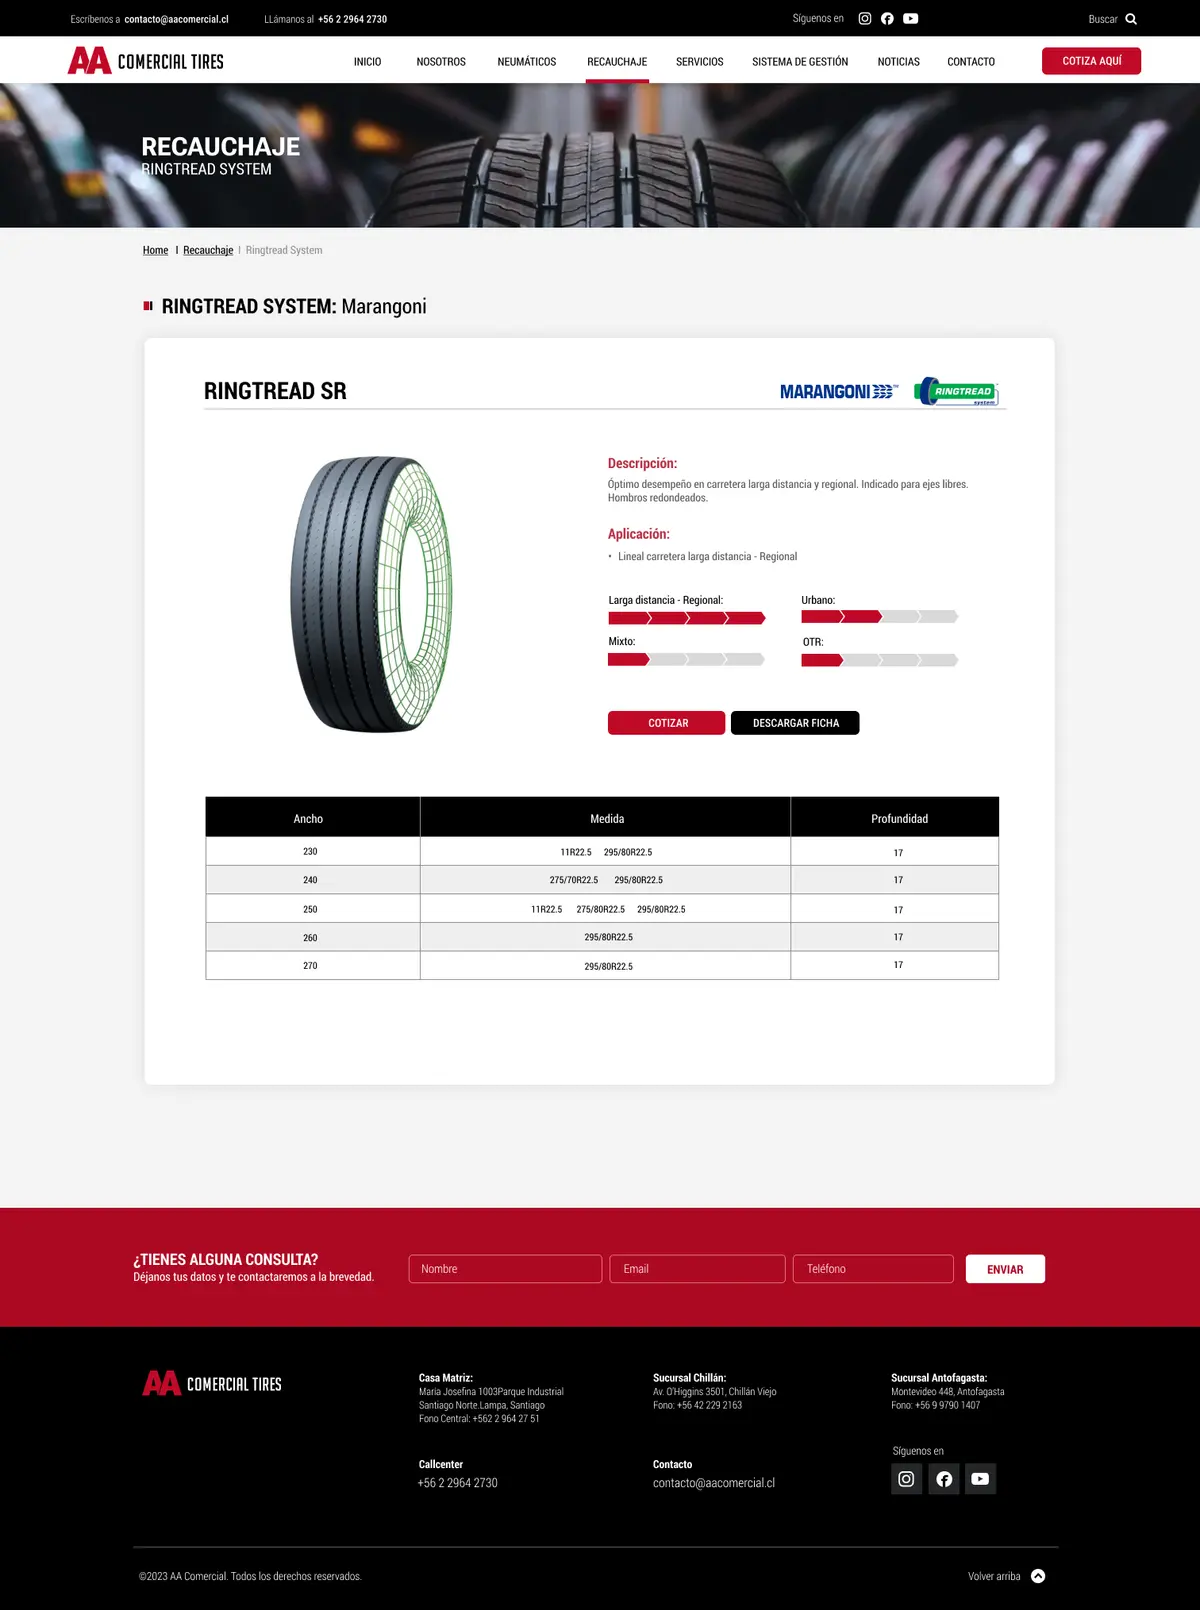 Escríbenos a contacto@aacomercial.cl
LLámanos al +56 2 2964 2730
Síguenos en
Buscar
AA COMERCIAL TIRES
INICIO
NOSOTROS
NEUMÁTICOS
RECAUCHAJE
SERVICIOS
SISTEMA DE GESTIÓN
NOTICIAS
CONTACTO
COTIZA AQUÍ
RECAUCHAJE
RINGTREAD SYSTEM
Home | Recauchaje | Ringtread System
RINGTREAD SYSTEM: Marangoni
RINGTREAD SR
MARANGONI™
RINGTREAD
system
Descripción:
Óptimo desempeño en carretera larga distancia y regional. Indicado para ejes libres.
Hombros redondeados.
Aplicación:
• Lineal carretera larga distancia - Regional
Larga distancia - Regional:
Urbano:
Mixto:
OTR:
COTIZAR
DESCARGAR FICHA
Ancho Medida Profundidad
230 11R22.5 295/80R22.5 17
240 275/70R22.5 295/80R22.5 17
250 11R22.5 275/80R22.5 295/80R22.5 17
260 295/80R22.5 17
270 295/80R22.5 17
¿TIENES ALGUNA CONSULTA?
Déjanos tus datos y te contactaremos a la brevedad.
Nombre
Email
Teléfono
ENVIAR
AA COMERCIAL TIRES
Casa Matriz:
María Josefina 1003Parque Industrial
Santiago Norte.Lampa, Santiago
Fono Central: +562 2 964 27 51
Sucursal Chillán:
Av. O'Higgins 3501, Chillán Viejo
Fono: +56 42 229 2163
Sucursal Antofagasta:
Montevideo 448, Antofagasta
Fono: +56 9 9790 1407
Callcenter
+56 2 2964 2730
Contacto
contacto@aacomercial.cl
Síguenos en
©2023 AA Comercial. Todos los derechos reservados.
Volver arriba